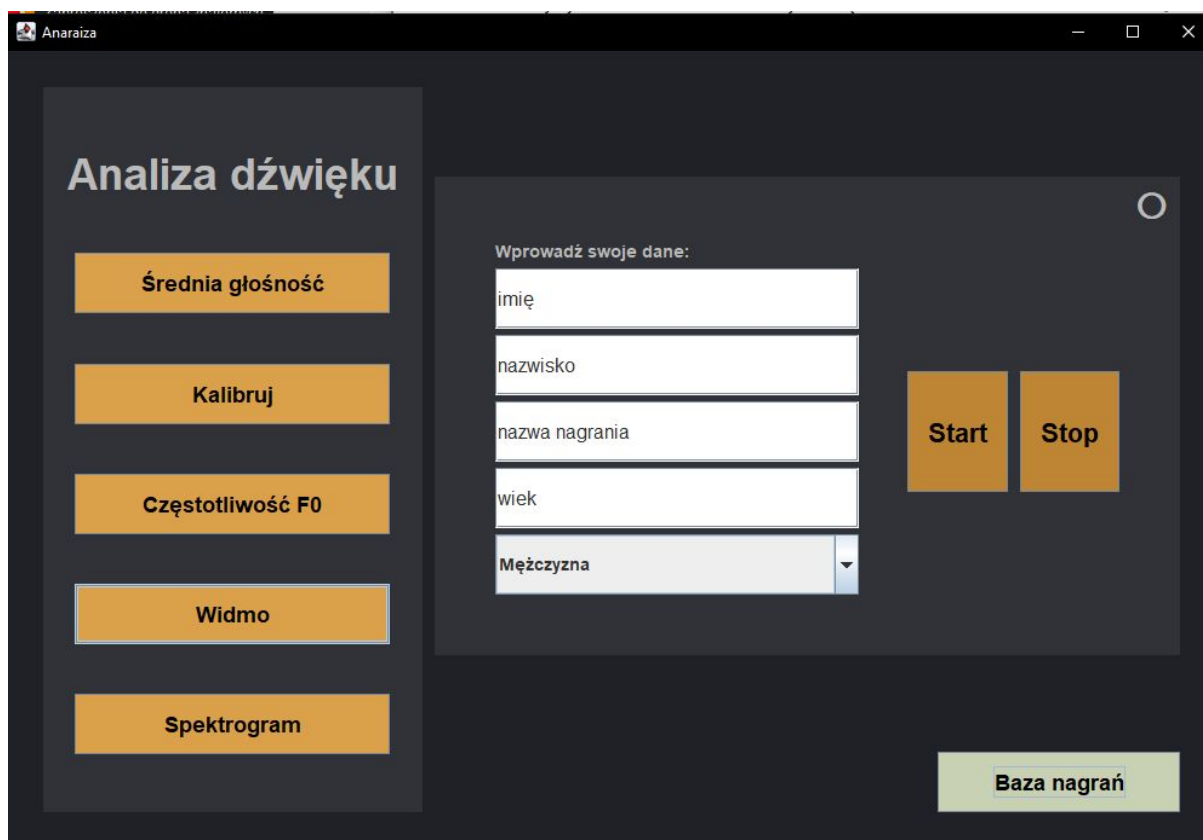 Anaraiza
Analiza dźwięku
Średnia głośność
Kalibruj
Częstotliwość F0
Widmo
Spektrogram
Wprowadź swoje dane:
imię
nazwisko
nazwa nagrania
wiek
Mężczyzna
Start
Stop
Baza nagrań